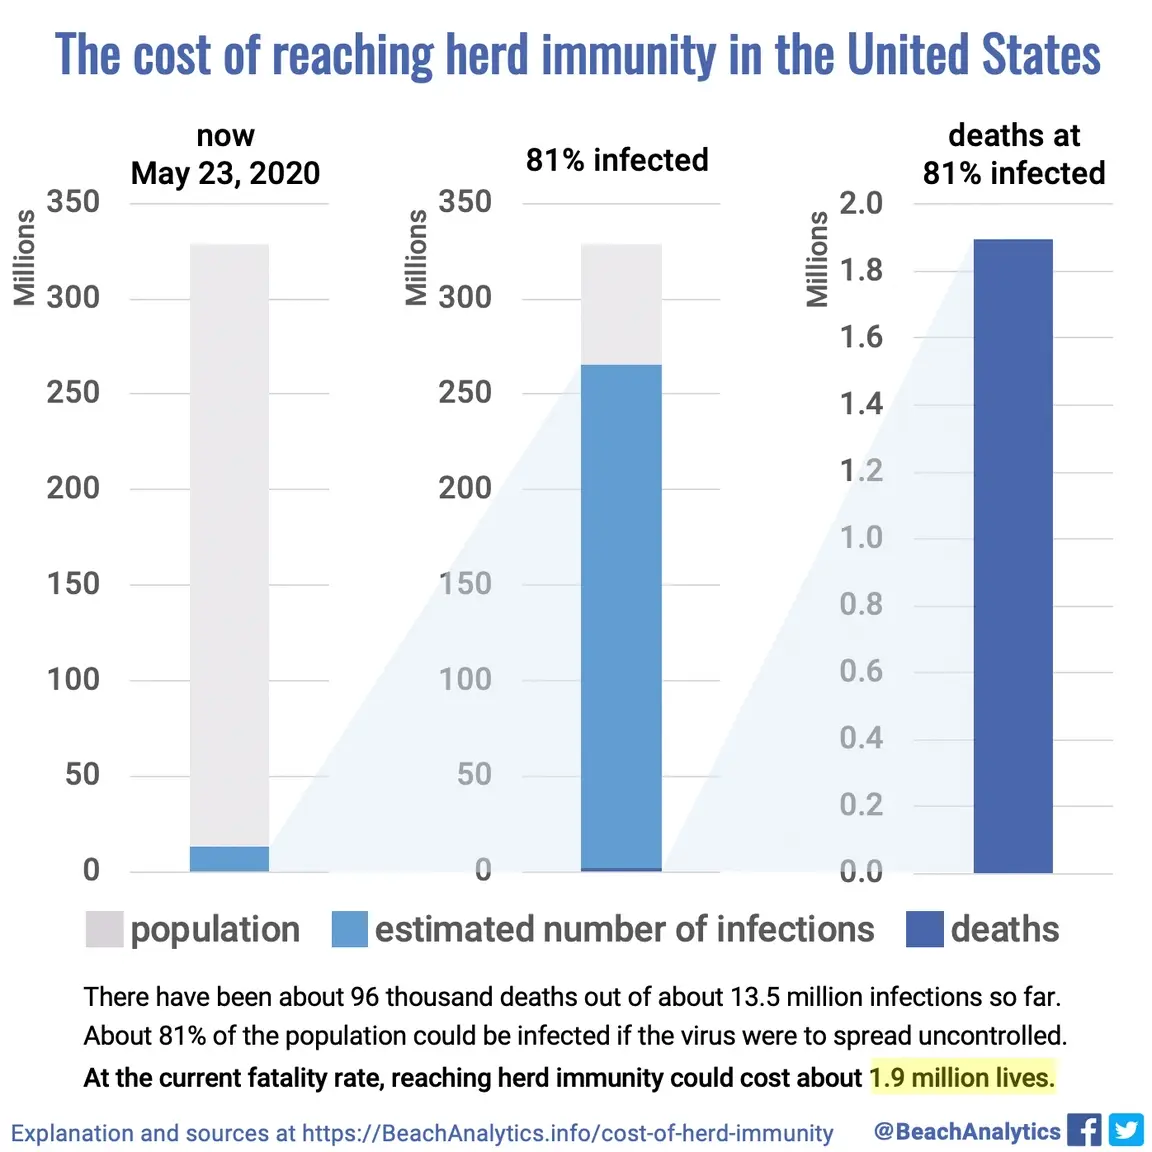 The cost of reaching herd immunity in the United States
now
May 23, 2020
81% infected
deaths at
81% infected
Millions
350
300
250
200
150
100
50
0
Millions
350
300
250
200
150
100
50
0
Millions
2.0
1.8
1.6
1.4
1.2
1.0
0.8
0.6
0.4
0.2
0.0
population
estimated number of infections
deaths
There have been about 96 thousand deaths out of about 13.5 million infections so far.
About 81% of the population could be infected if the virus were to spread uncontrolled.
At the current fatality rate, reaching herd immunity could cost about 1.9 million lives.
Explanation and sources at https://BeachAnalytics.info/cost-of-herd-immunity
@BeachAnalytics